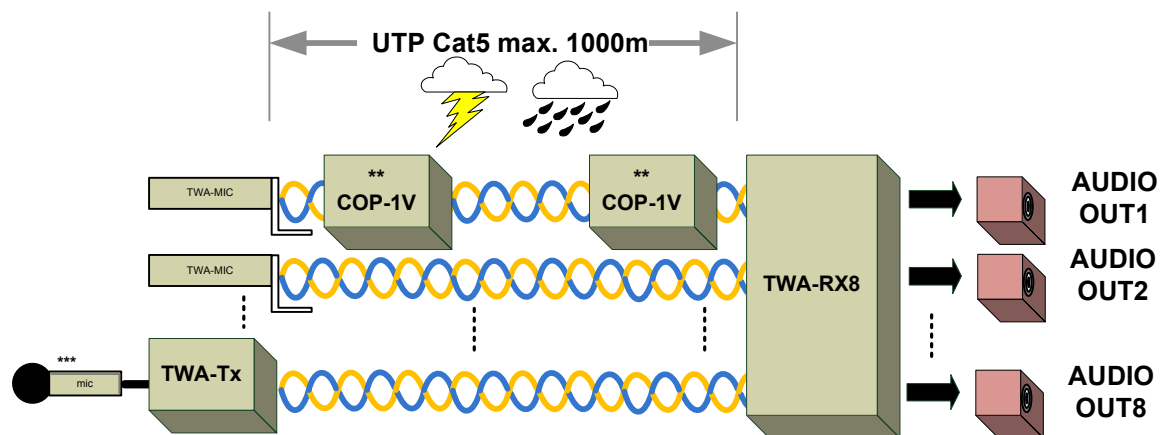 UTP Cat5 max. 1000m
TWA-MIC
**
COP-1V
**
COP-1V
TWA-RX8
AUDIO
OUT1
TWA-MIC
AUDIO
OUT2
***
mic
TWA-Tx
AUDIO
OUT8